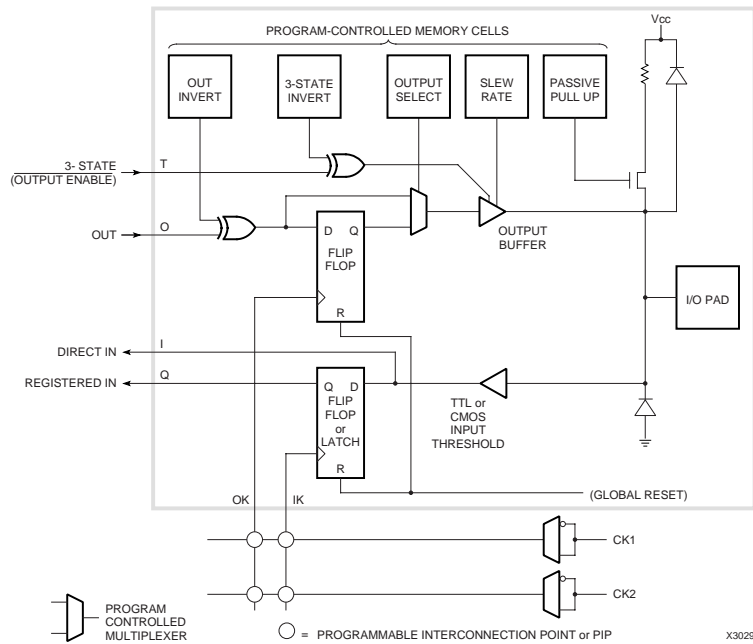 PROGRAM-CONTROLLED MEMORY CELLS
Vcc
OUT
INVERT
3-STATE
INVERT
OUTPUT
SELECT
SLEW
RATE
PASSIVE
PULL UP
3- STATE
(OUTPUT ENABLE)
T
OUT
O
D Q
FLIP
FLOP
R
OUTPUT
BUFFER
I/O PAD
DIRECT IN
I
REGISTERED IN
Q
Q D
FLIP
FLOP
or
LATCH
R
TTL or
CMOS
INPUT
THRESHOLD
OK
IK
(GLOBAL RESET)
CK1
CK2
PROGRAM
CONTROLLED
MULTIPLEXER
= PROGRAMMABLE INTERCONNECTION POINT or PIP